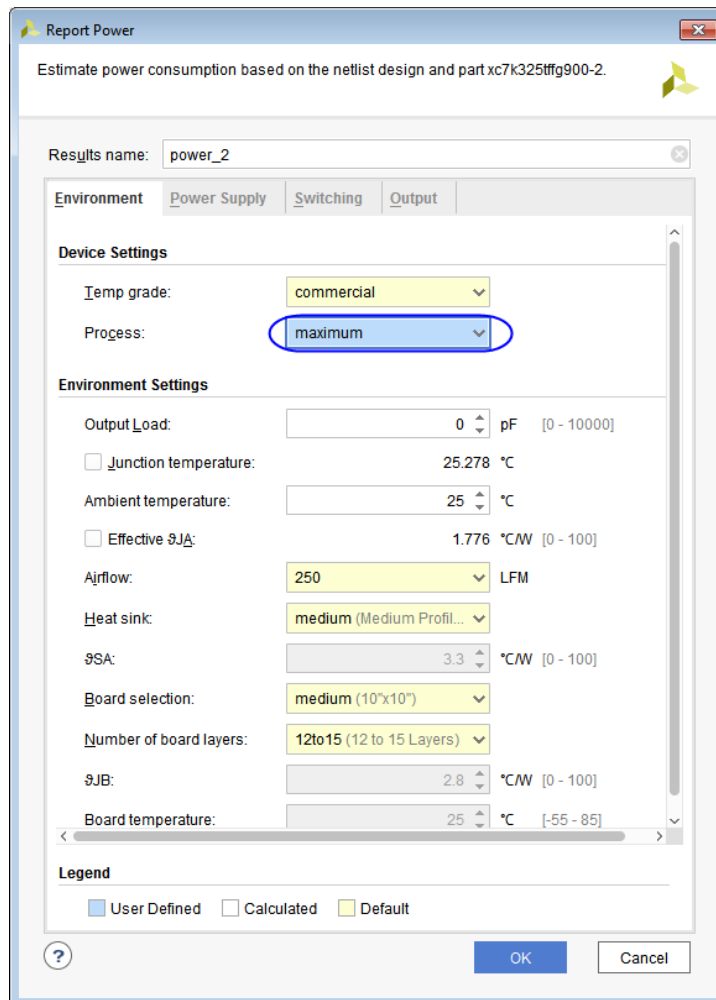 Report Power
Estimate power consumption based on the netlist design and part xc7k325tffg900-2.
Results name: power_2
Environment Power Supply Switching Output
Device Settings
Temp grade: commercial
Process: maximum
Environment Settings
Output Load: 0 pF [0 - 10000]
Junction temperature: 25.278 °C
Ambient temperature: 25 °C
Effective ϑJA: 1.776 °C/W [0 - 100]
Airflow: 250 LFM
Heat sink: medium (Medium Profil...
ϑSA: 3.3 °C/W [0 - 100]
Board selection: medium (10"x10")
Number of board layers: 12to15 (12 to 15 Layers)
ϑJB: 2.8 °C/W [0 - 100]
Board temperature: 25 °C [-55 - 85]
Legend
User Defined Calculated Default
? OK Cancel